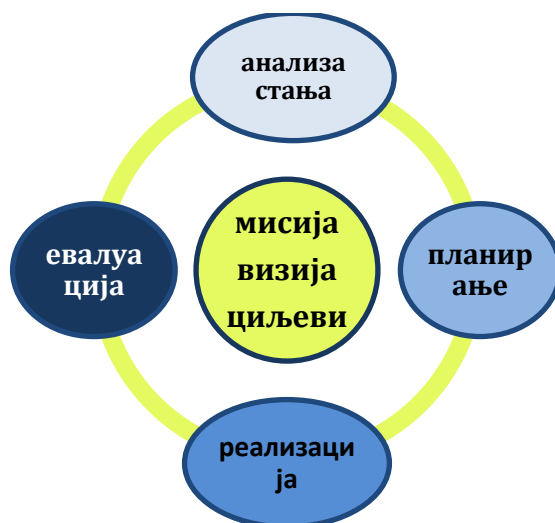 анализа
стања
евалуа
ција
мисија
визија
циљеви
планир
ање
реализаци
ја